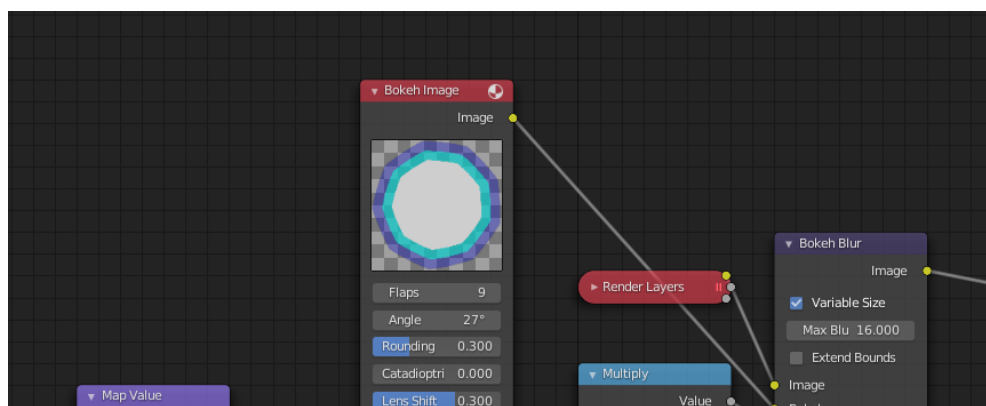 Bokeh Image
Image
Flaps 9
Angle 27°
Rounding 0.300
Catadioptri 0.000
Lens Shift 0.300
Map Value
Render Layers
Multiply
Value
Bokeh Blur
Image
Variable Size
Max Blu 16.000
Extend Bounds
Image